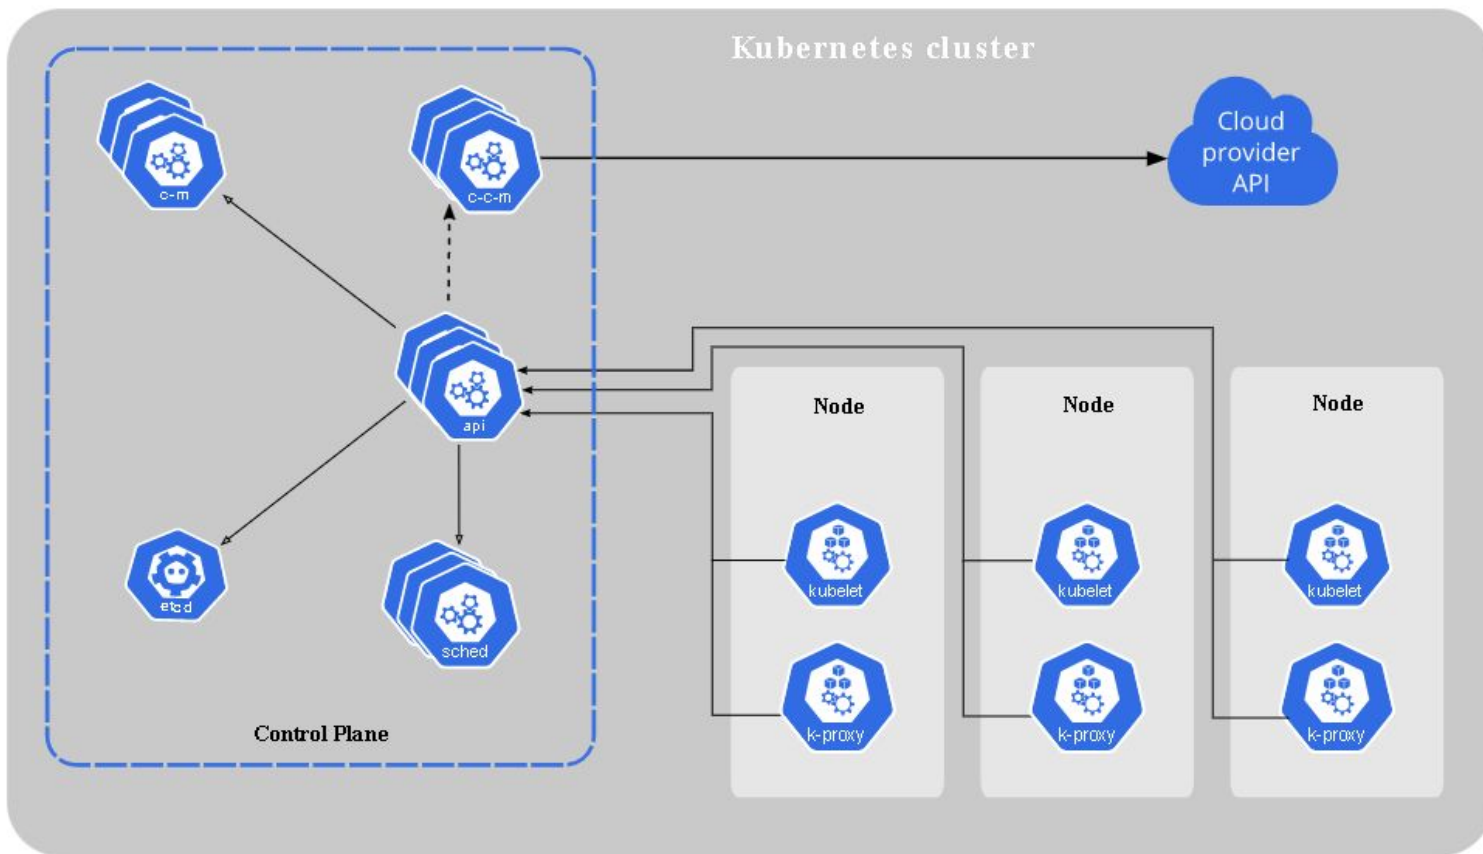 Kubernetes cluster
c-m
c-c-m
Cloud
provider
API
api
etcd
sched
Control Plane
Node
Node
Node
kubelet
kubelet
kubelet
k-proxy
k-proxy
k-proxy